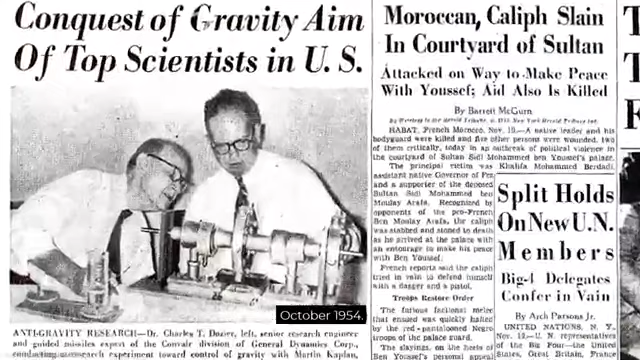 Conquest of Gravity Aim
Of Top Scientists in U. S.
October 1954.
ANTI-GRAVITY RESEARCH—Dr. Charles T. Dozier, left, senior research engineer
and guided missiles expert of the Convair division of General Dynamics Corp.,
conducting a research experiment toward control of gravity with Martin Kaplan,
Moroccan, Caliph Slain
In Courtyard of Sultan
Attacked on Way to Make Peace
With Youssef; Aid Also Is Killed
By Barrett McGurn
RABAT, French Morocco, Nov. 19.—A native leader and his
bodyguard were killed and five other persons were wounded, two
of them critically, today in an outbreak of political violence in
the courtyard of Sultan Sidi Mohammed ben Youssef's palace.
The principal victim was Khalifa Mohammed Berdadi,
assistant native Governor of Fez
and a supporter of the deposed
Sultan Sidi Mohammed ben
Moulay Arafa. Recognized by
opponents of the pro-French
Ben Moulay Arafa, the caliph
was stabbed and stoned to death
as he arrived at the palace with
an entourage to make his peace
with Ben Youssef.
French reports said the caliph
tried in vain to defend himself
with a dagger and a pistol.
Troops Restore Order
The furious factional melee
that ensued was quickly halted
by the red-pantalooned Negro
troops of the palace guard.
The slayings, on the heels of
Ben Youssef's personal appeal
Split Holds
On New U.N.
Members
Big-4 Delegates
Confer in Vain
By Arch Parsons Jr.
UNITED NATIONS, N. Y.,
Nov. 19.—U. N. representatives
of the Big Four—the United
States, Great Britain, France